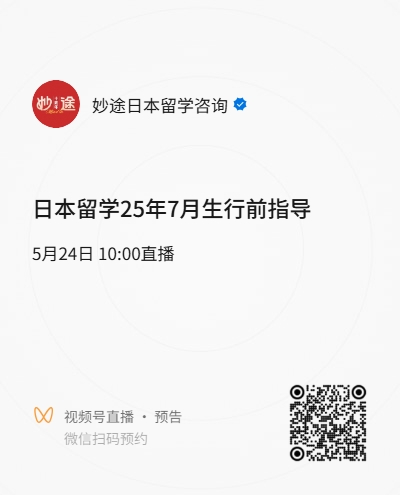 妙途
妙途日本留学咨询
日本留学25年7月生行前指导
5月24日 10:00直播
视频号直播 · 预告
微信扫码预约